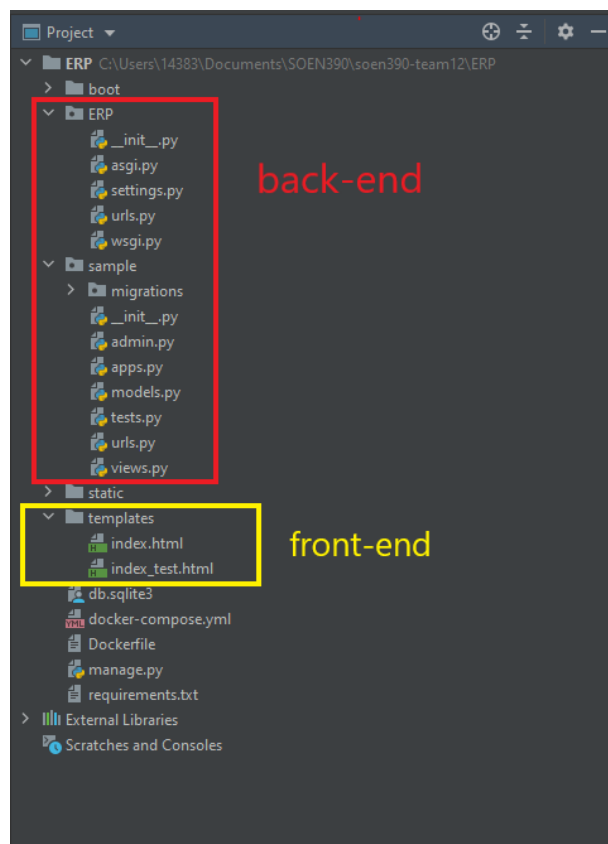 Project
ERP C:\Users\14383\Documents\SOEN390\soen390-team12\ERP
boot
ERP
__init__.py
asgi.py
settings.py
urls.py
wsgi.py
back-end
sample
migrations
__init__.py
admin.py
apps.py
models.py
tests.py
urls.py
views.py
static
templates
index.html
index_test.html
front-end
db.sqlite3
docker-compose.yml
Dockerfile
manage.py
requirements.txt
External Libraries
Scratches and Consoles